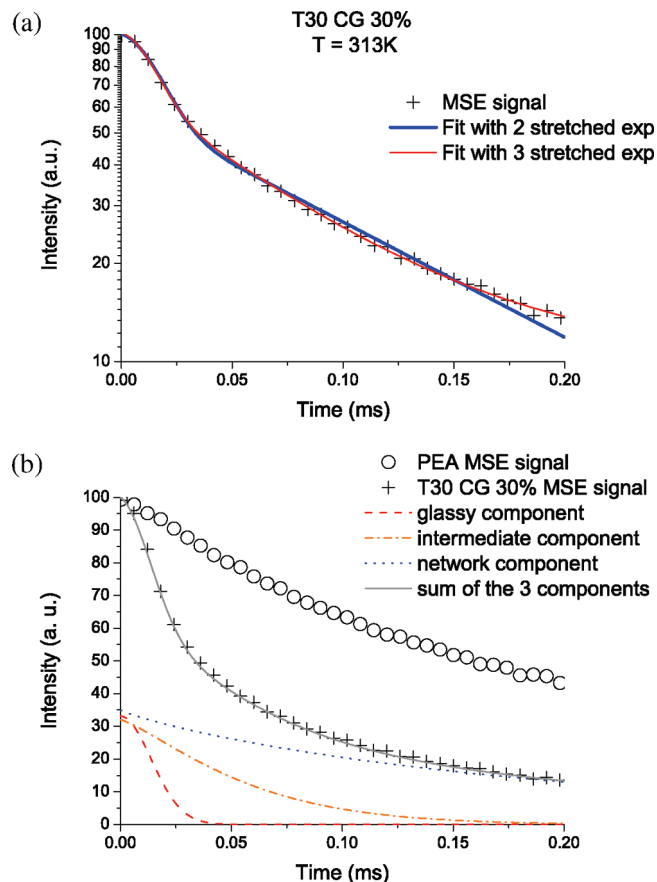 (a)
T30 CG 30%
T = 313K
MSE signal
Fit with 2 stretched exp
Fit with 3 stretched exp
Intensity (a.u.)
100
90
80
70
60
50
40
30
20
10
0.00
0.05
0.10
0.15
0.20
Time (ms)
(b)
PEA MSE signal
T30 CG 30% MSE signal
glassy component
intermediate component
network component
sum of the 3 components
Intensity (a. u.)
100
90
80
70
60
50
40
30
20
10
0
0.00
0.05
0.10
0.15
0.20
Time (ms)